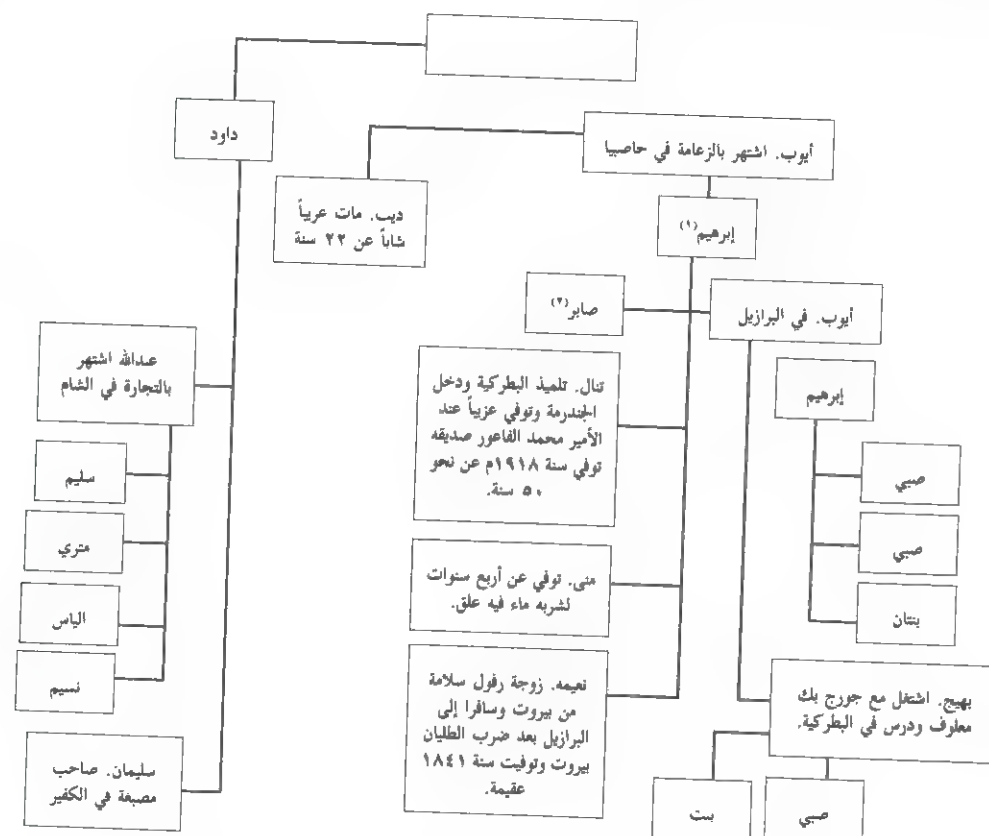 داود
أيوب. اشتهر بالزعامة في حاصبيا
ديب. مات عزيباً
شاباً عن ٢٢ سنة
إبرهيم(١)
صابر(٢)
أيوب. في البرازيل
عبدالله اشتهر
بالتجارة في الشام
تنال. تلميذ البطركية ودخل
الجندرمة وتوفي عزيباً عند
الأمير محمد الفاعور صديقه
توفي سنة ١٩١٨م عن نحو
٥٠ سنة.
إبرهيم
سليم
صبي
متري
صبي
منى. توفي عن أربع سنوات
لشربه ماء فيه علق.
الياس
بنتان
نسيم
نعيمه. زوجة رفول سلامة
من بيروت وسافرا إلى
البرازيل بعد ضرب الطليان
بيروت وتوفيت سنة ١٨٤١
عقيمة.
بهيج. اشتغل مع جورج بك
معلوف ودرس في البطركية.
سليمان. صاحب
مصبغة في الكفير
بنت
صبي